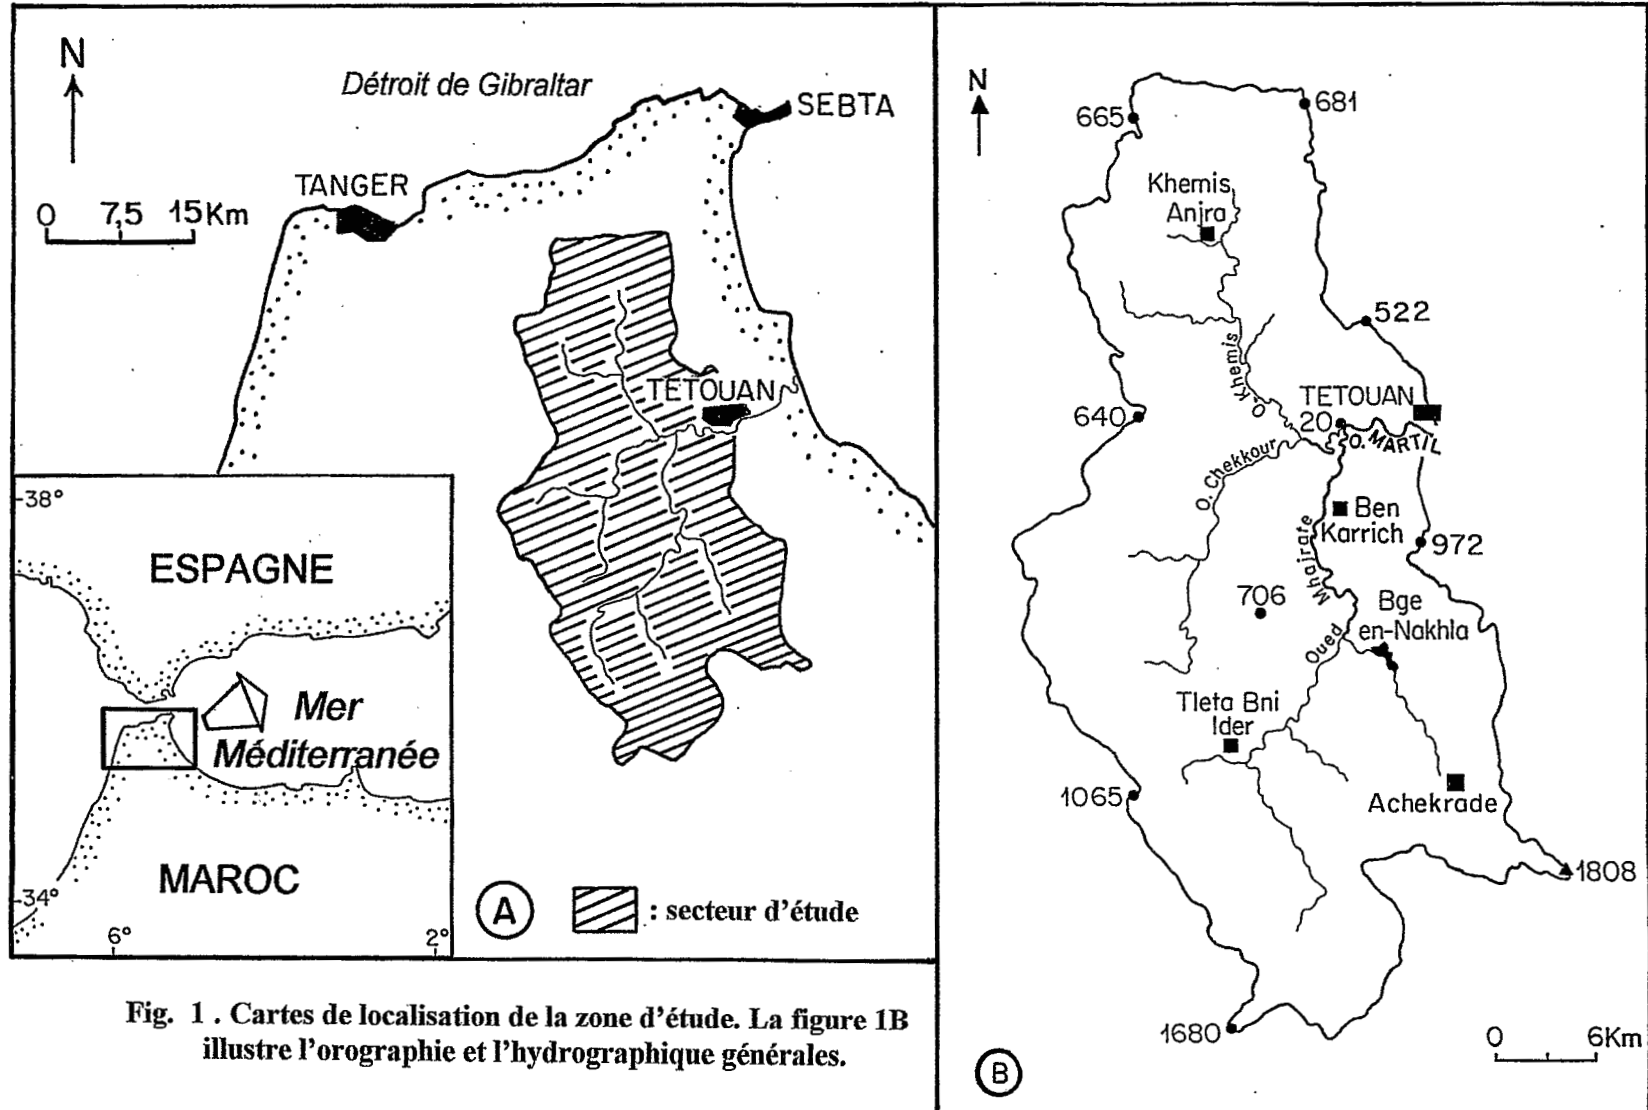 N
Détroit de Gibraltar
SEBTA
TANGER
0 7,5 15Km
TETOUAN
38°
ESPAGNE
Mer
Méditerranée
MAROC
34°
6° 2°
A : secteur d'étude
Fig. 1 . Cartes de localisation de la zone d'étude. La figure 1B
illustre l'orographie et l'hydrographique générales.
N
665
681
Khemis
Anjra
522
O. Khemis
TETOUAN
640
20
O. MARTIL
O. Chekkour
Ben
Karrich
972
Mhajrate
706
Bge
en-Nakhla
Oued
Tleta Bni
Ider
1065
Achekrade
1808
1680
0 6Km
B